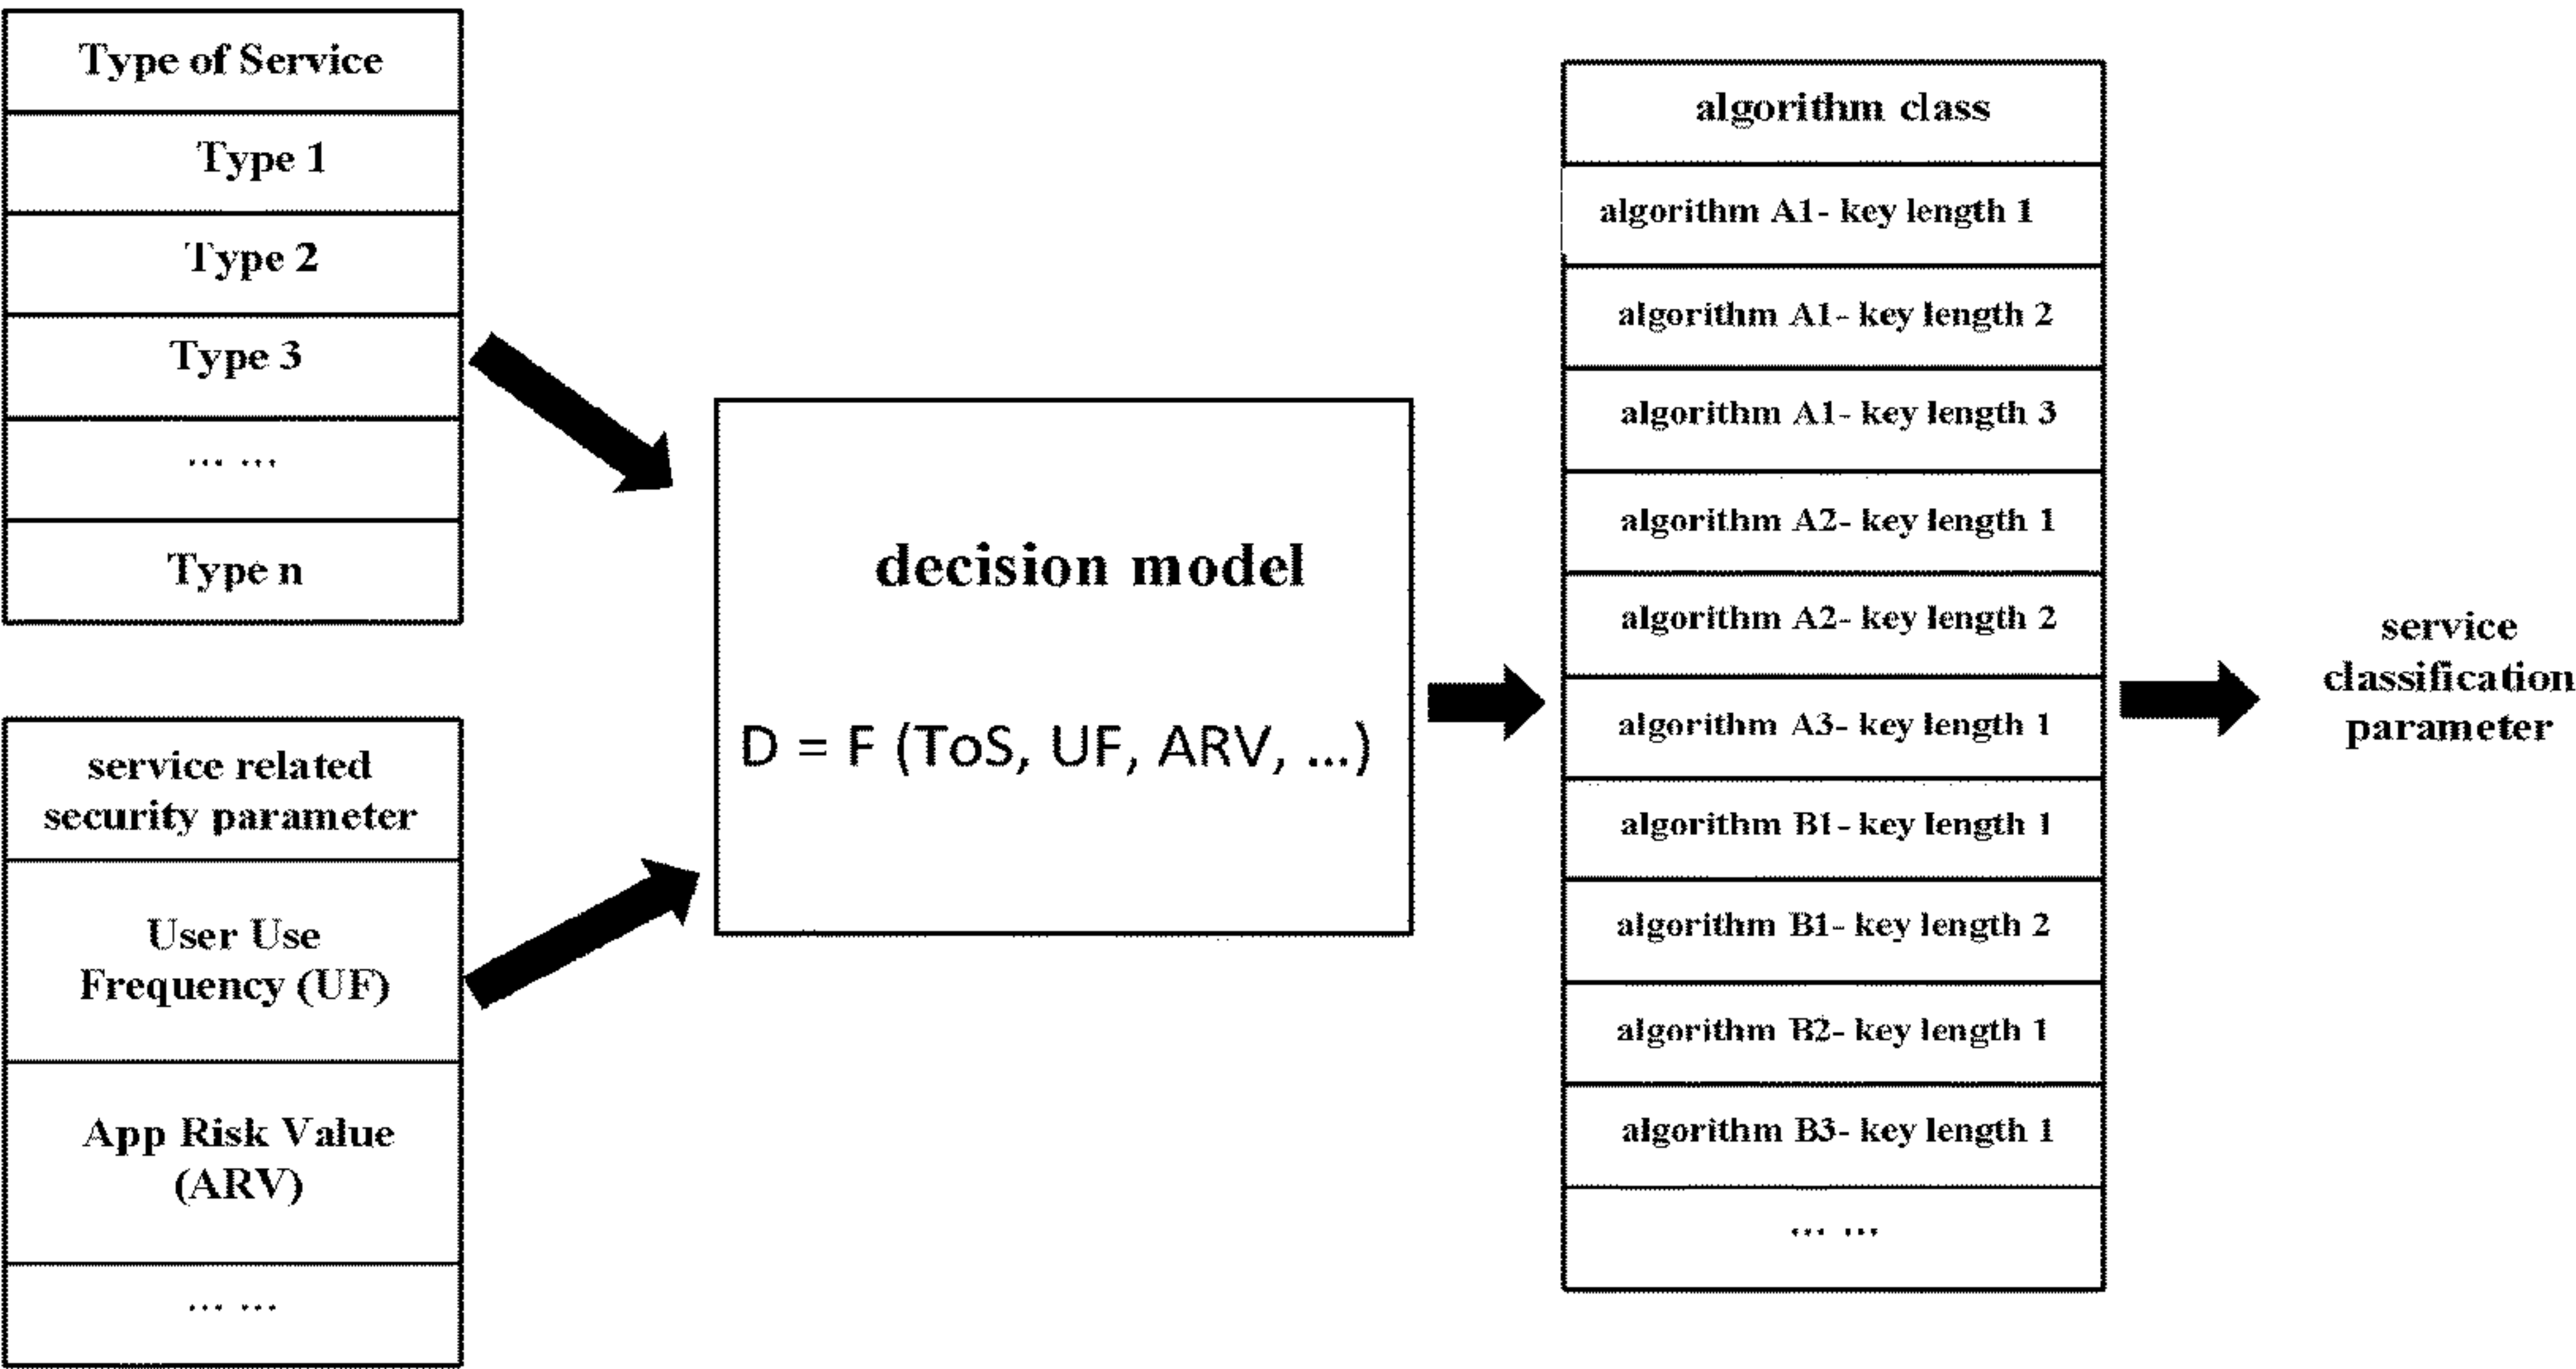 Type of Service
Type 1
Type 2
Type 3
... ...
Type n
service related
security parameter
User Use
Frequency (UF)
App Risk Value
(ARV)
... ...
decision model
D = F (ToS, UF, ARV, ...)
algorithm class
algorithm A1- key length 1
algorithm A1- key length 2
algorithm A1- key length 3
algorithm A2- key length 1
algorithm A2- key length 2
algorithm A3- key length 1
algorithm B1- key length 1
algorithm B1- key length 2
algorithm B2- key length 1
algorithm B3- key length 1
... ...
service
classification
parameter